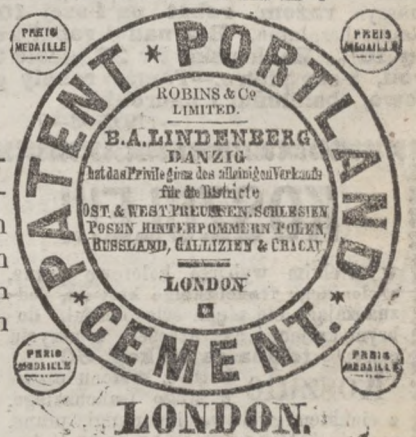 PREIS MEDAILLE
PREIS MEDAILLE
PATENT * PORTLAND * CEMENT. *
ROBINS & Co
LIMITED.
B.A. LINDENBERG
DANZIG
hat das Privilegium des alleinigen Verkaufs
für die Districte
OST. & WEST. PREUSSEN, SCHLESIEN
POSEN HINTERPOMMERN POLEN
RUSSLAND, GALLIZIEN & CRACAU
LONDON
PREIS MEDAILLE
PREIS MEDAILLE
LONDON.